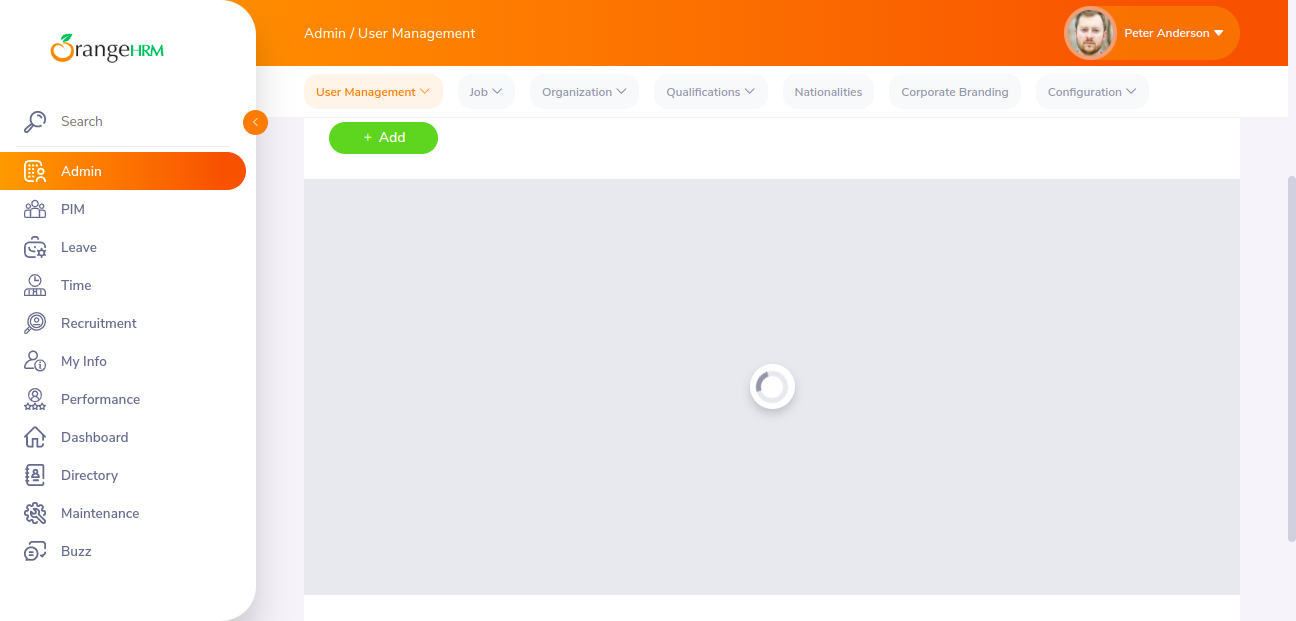 OrangeHRM
Admin / User Management
Peter Anderson
User Management
Job
Organization
Qualifications
Nationalities
Corporate Branding
Configuration
Search
+ Add
Admin
PIM
Leave
Time
Recruitment
My Info
Performance
Dashboard
Directory
Maintenance
Buzz